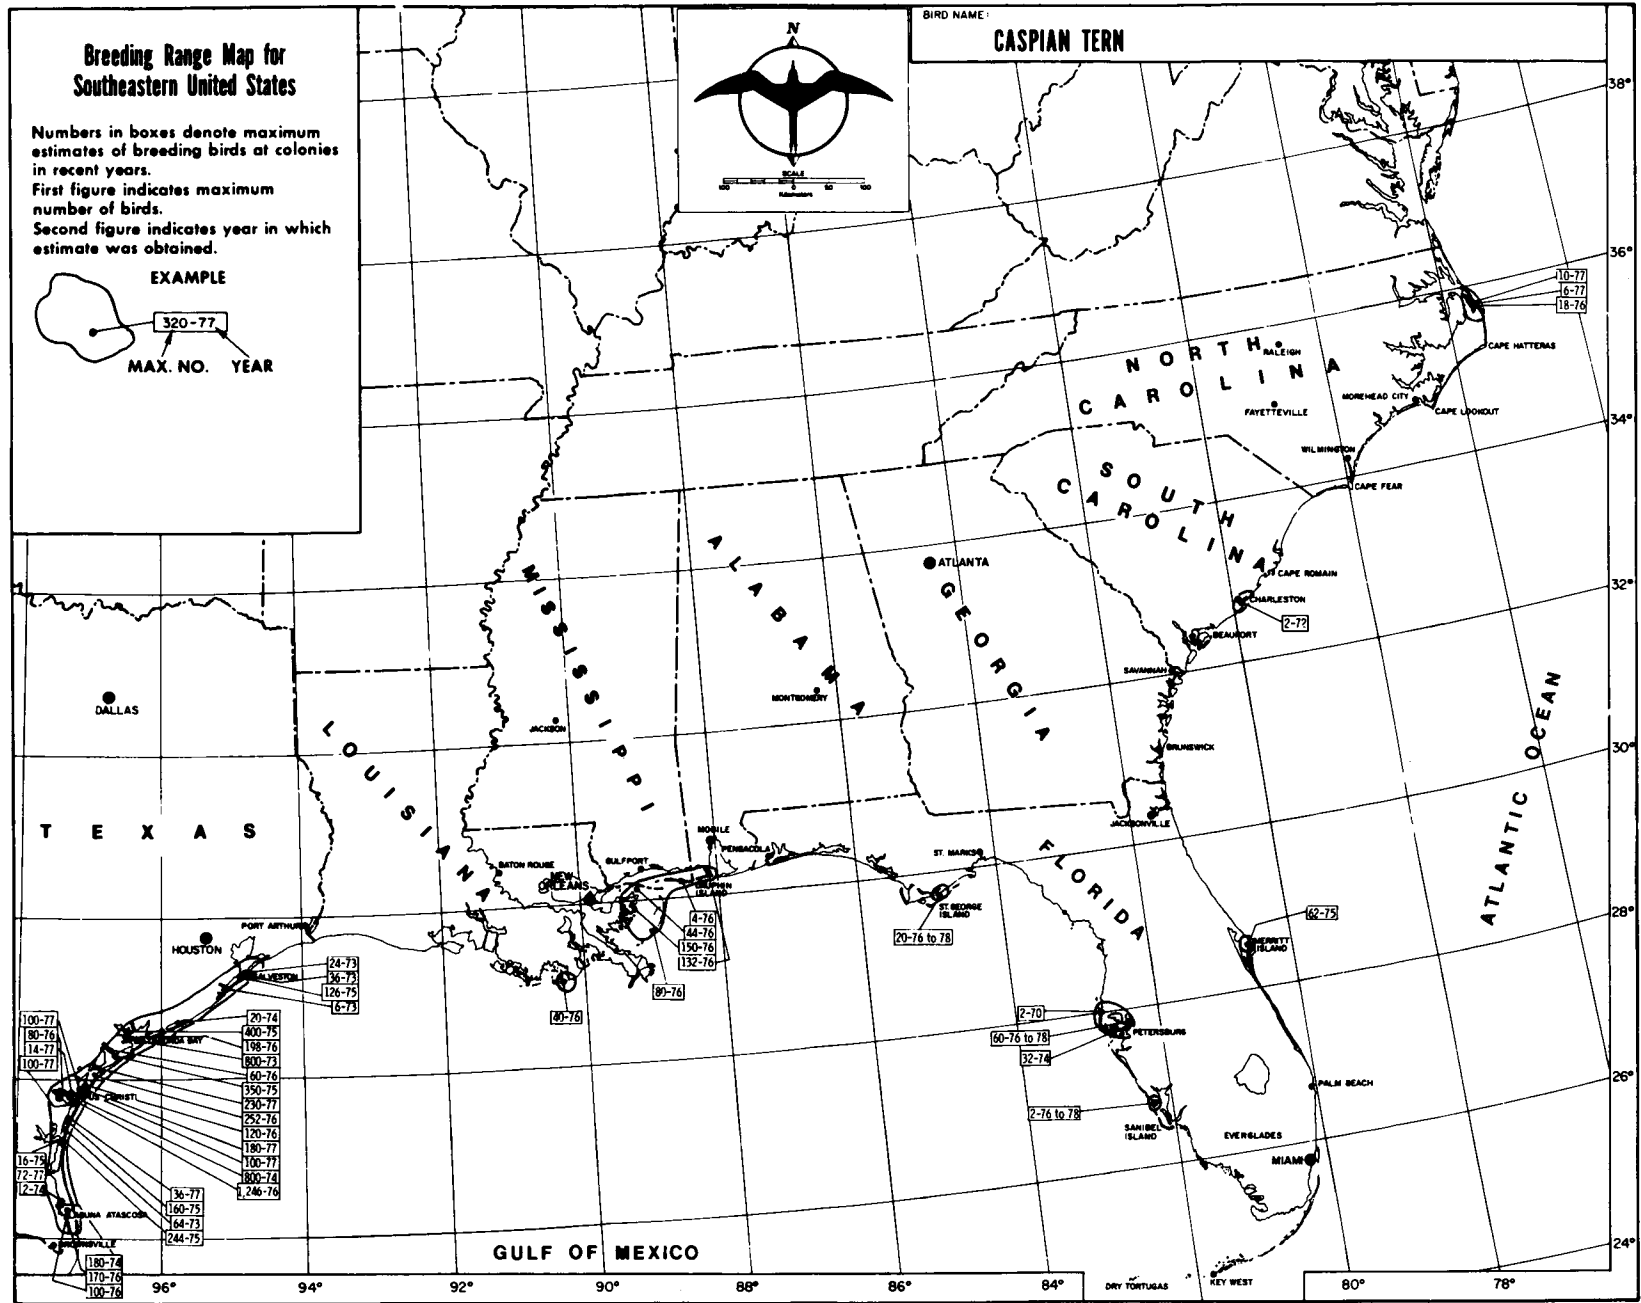 BIRD NAME:
CASPIAN TERN
Breeding Range Map for
Southeastern United States
Numbers in boxes denote maximum
estimates of breeding birds at colonies
in recent years.
First figure indicates maximum
number of birds.
Second figure indicates year in which
estimate was obtained.
EXAMPLE
320-77
MAX. NO. YEAR
N
SCALE
100 0 50 100
Kilometers
38°
36°
34°
32°
30°
28°
26°
24°
10-77
6-77
18-76
CAPE HATTERAS
NORTH
CAROLINA
RALEIGH
FAYETTEVILLE
MOREHEAD CITY
CAPE LOOKOUT
WILMINGTON
CAPE FEAR
SOUTH
CAROLINA
CAPE ROMAIN
CHARLESTON
2-7?
BEAUFORT
SAVANNAH
BRUNSWICK
ATLANTA
GEORGIA
ALABAMA
MONTGOMERY
MISSISSIPPI
JACKSON
DALLAS
LOUISIANA
TEXAS
ATLANTIC OCEAN
JACKSONVILLE
FLORIDA
MOBILE
PENSACOLA
ST. MARKS
GULFPORT
BATON ROUGE
NEW
ORLEANS
DAUPHIN
ISLAND
ST. GEORGE
ISLAND
20-76 to 78
4-76
44-76
150-76
132-76
80-76
40-76
62-75
MERRITT
ISLAND
PORT ARTHUR
HOUSTON
GALVESTON
24-73
36-73
126-75
6-73
100-77
80-76
14-77
100-77
20-74
400-75
198-76
800-73
60-76
350-75
230-77
252-76
120-76
180-77
100-77
800-74
1,246-76
US CHRISTI
16-75
72-77
2-74
36-77
160-75
64-73
244-75
UNA ATASCOSA
BROWNSVILLE
180-74
170-76
100-76
2-70
60-76 to 78
32-74
PETERSBURG
2-76 to 78
SANIBEL
ISLAND
PALM BEACH
EVERGLADES
MIAMI
GULF OF MEXICO
DRY TORTUGAS
KEY WEST
96°
94°
92°
90°
88°
86°
84°
80°
78°